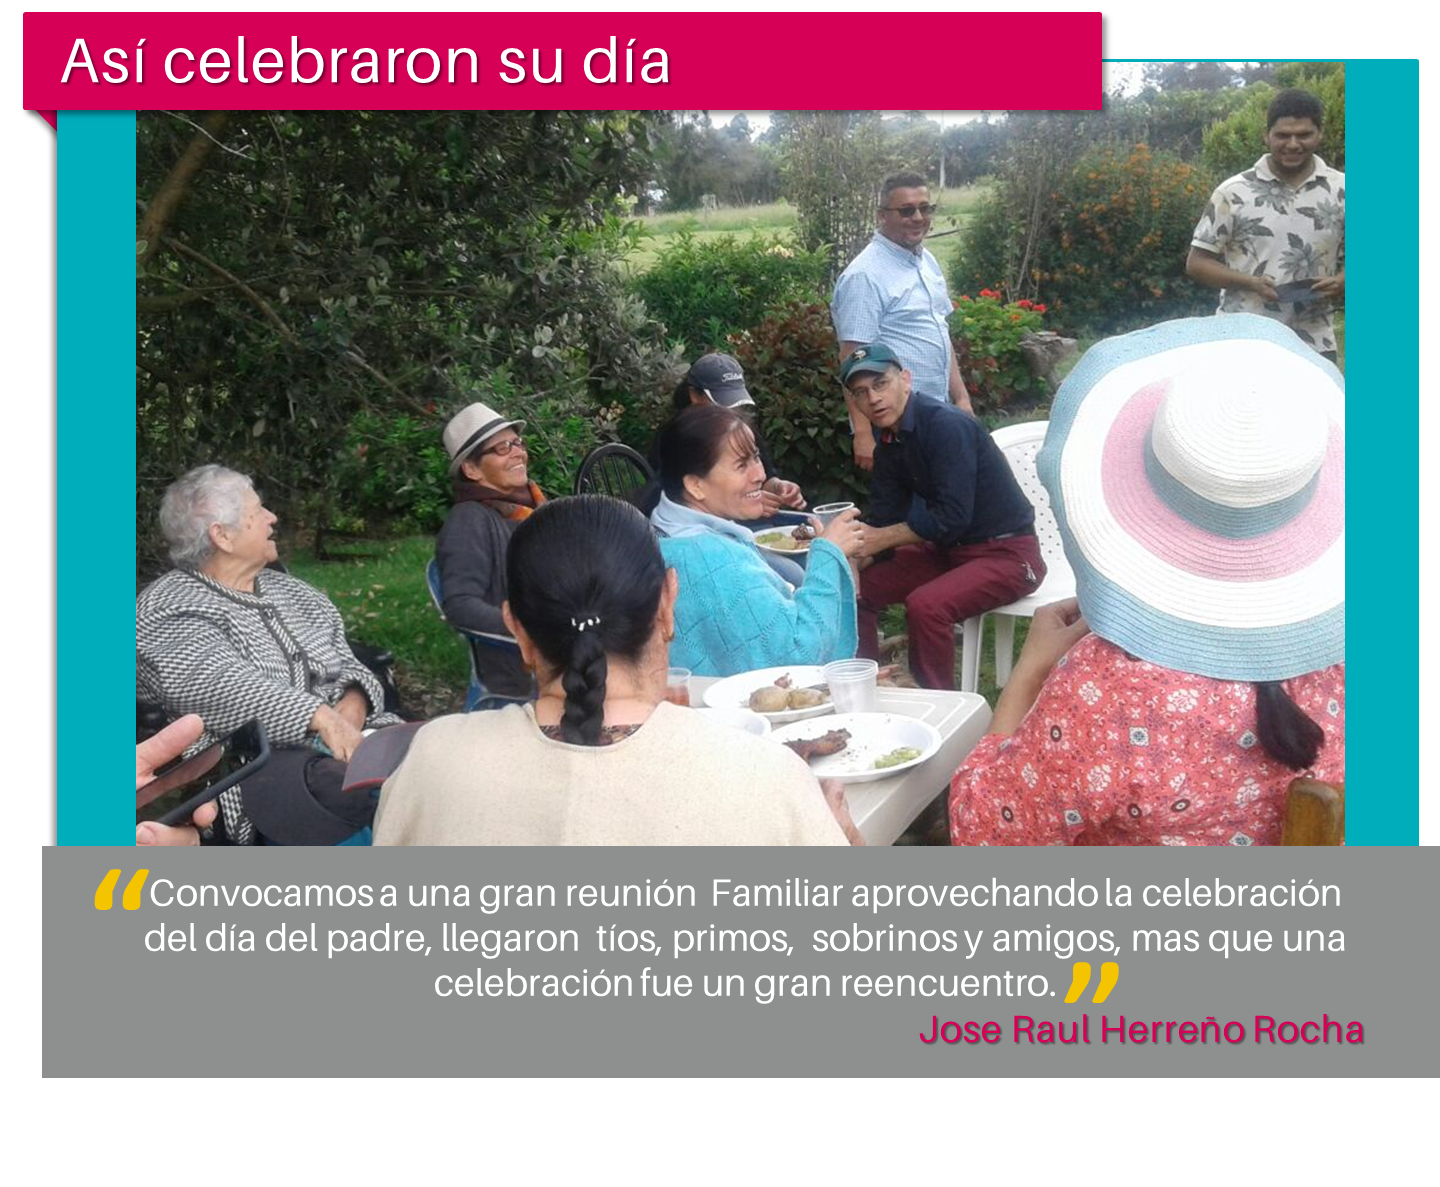 Así celebraron su día
“Convocamos a una gran reunión Familiar aprovechando la celebración
del día del padre, llegaron tíos, primos, sobrinos y amigos, mas que una
celebración fue un gran reencuentro.”
Jose Raul Herreño Rocha